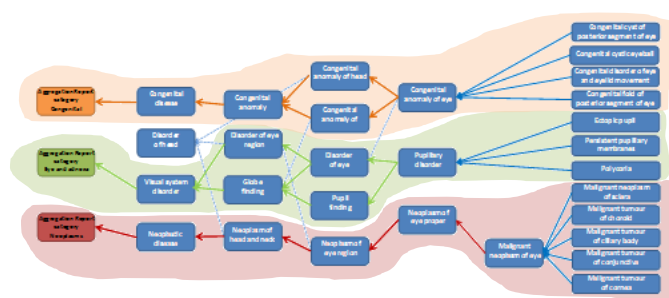 Congenital cyst of
posterior segment of eye
Congenital cystic eyeball
Congenital disorder of eye
and eyelid movement
Congenital fold of
posterior segment of eye
Congenital
anomaly of head
Congenital
anomaly of eye
Congenital
anomaly of
Congenital
anomaly
Congenital
disease
Aggregation Report
category
Congenital
Disorder
of head
Disorder of eye
region
Disorder
of eye
Pupillary
disorder
Ectopic pupil
Persistent pupillary
membranes
Polycoria
Aggregation Report
category
Eye and adnexa
Visual system
disorder
Globe
finding
Pupil
finding
Aggregation Report
category
Neoplasms
Neoplastic
disease
Neoplasm of
head and neck
Neoplasm of
eye region
Neoplasm of
eye proper
Malignant
neoplasm of eye
Malignant neoplasm
of sclera
Malignant tumour
of choroid
Malignant tumour
of ciliary body
Malignant tumour
of conjunctiva
Malignant tumour
of cornea